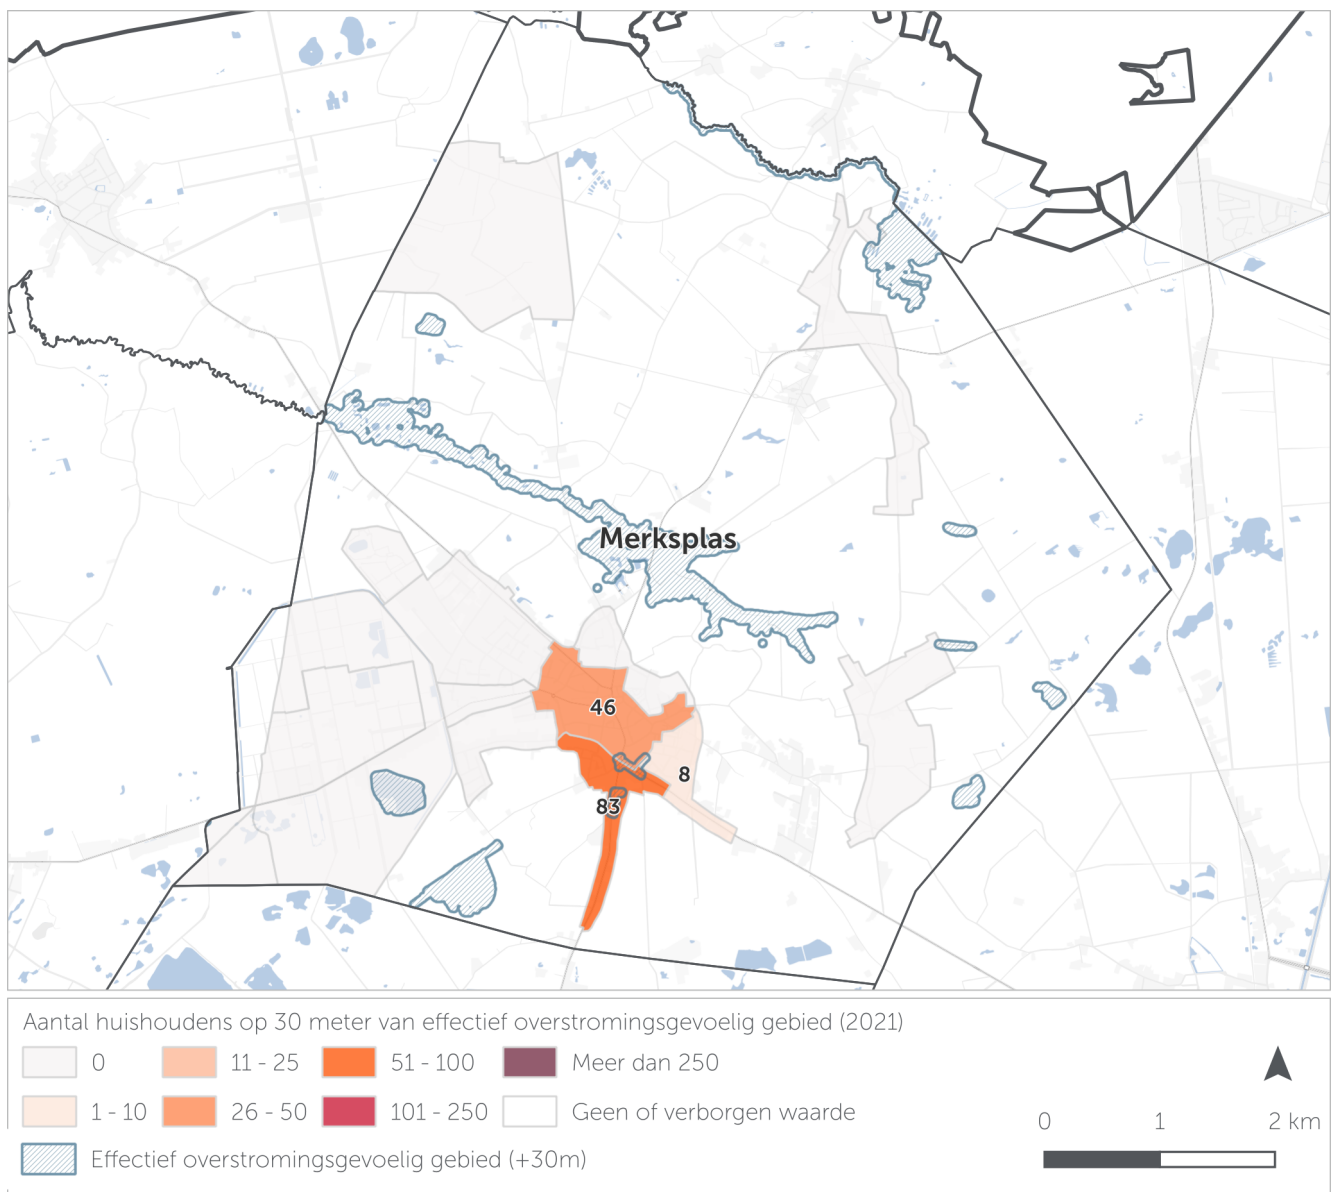 Merksplas
46
8
83
Aantal huishoudens op 30 meter van effectief overstromingsgevoelig gebied (2021)
0
11 - 25
51 - 100
Meer dan 250
1 - 10
26 - 50
101 - 250
Geen of verborgen waarde
Effectief overstromingsgevoelig gebied (+30m)
0 1 2 km